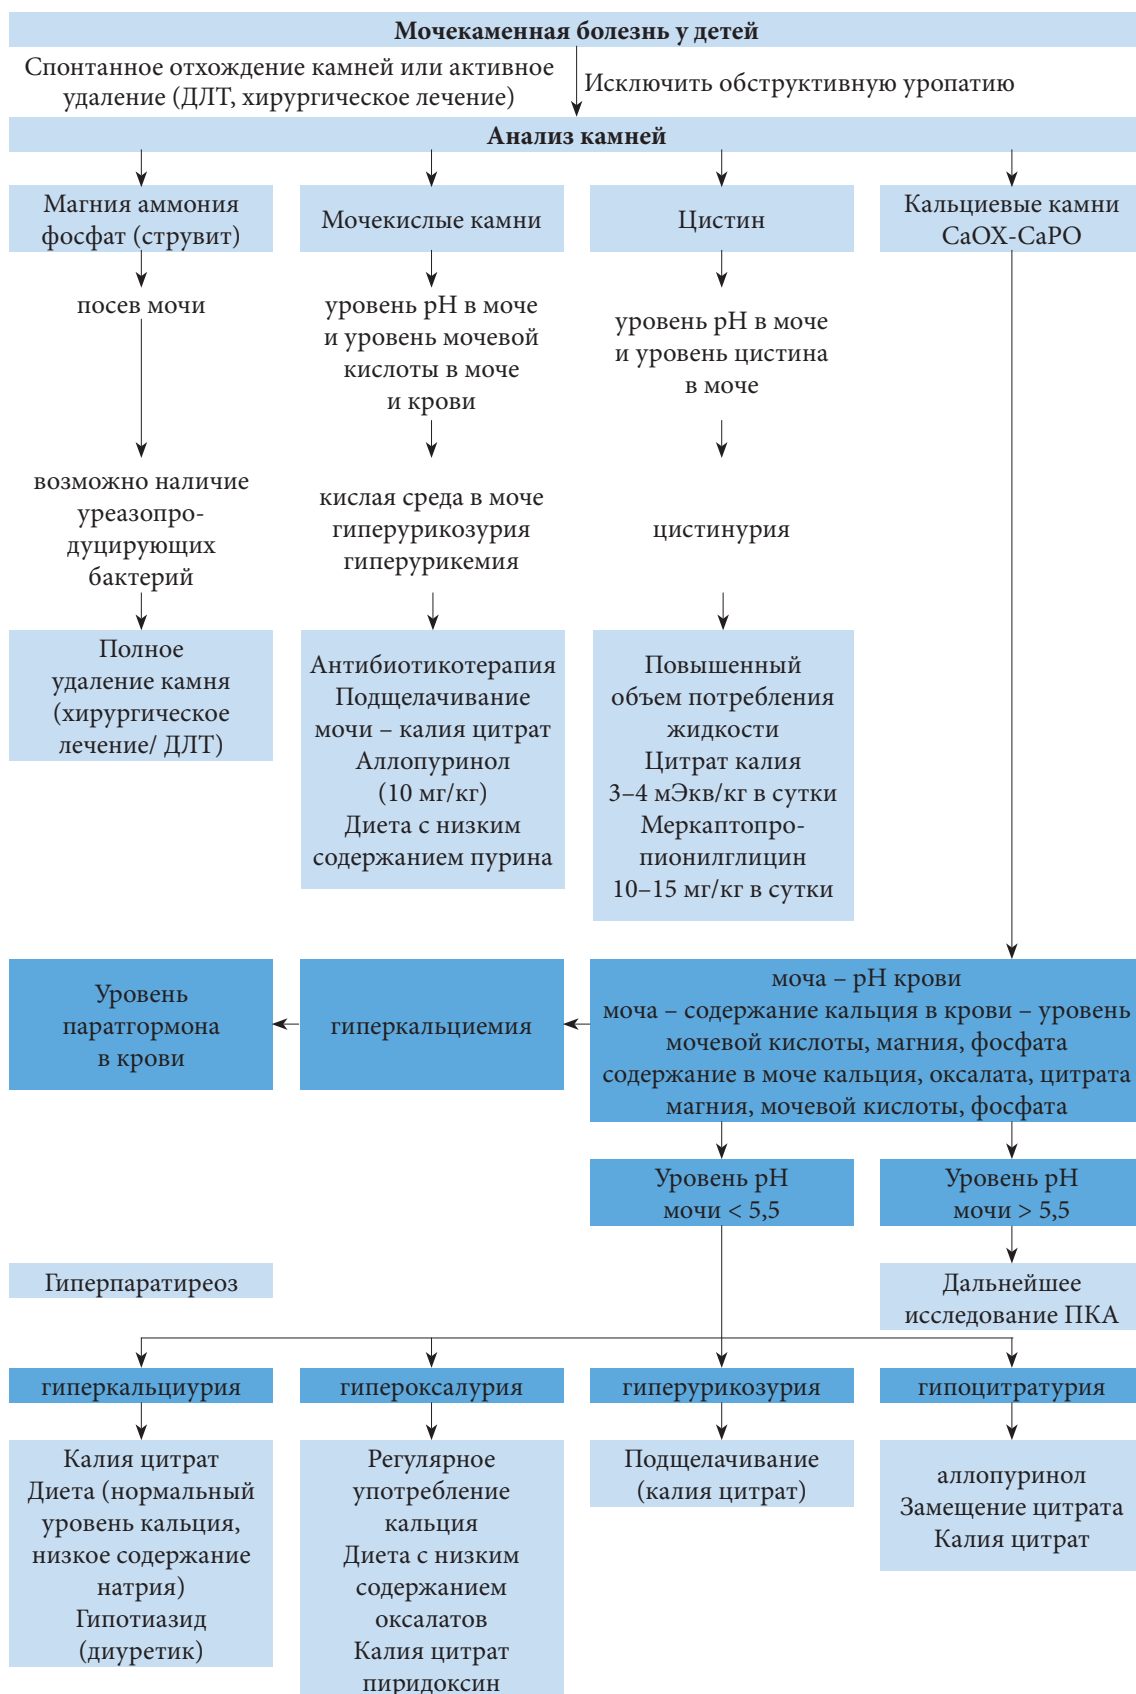 Мочекаменная болезнь у детей
Спонтанное отхождение камней или активное
удаление (ДЛТ, хирургическое лечение)
Исключить обструктивную уропатию
Анализ камней
Магния аммония
фосфат (струвит)
Мочекислые камни
Цистин
Кальциевые камни
CaOX-CaPO
посев мочи
уровень pH в моче
и уровень мочевой
кислоты в моче
и крови
уровень pH в моче
и уровень цистина
в моче
возможно наличие
уреазопро-
дуцирующих
бактерий
кислая среда в моче
гиперурикозурия
гиперурикемия
цистинурия
Полное
удаление камня
(хирургическое
лечение/ ДЛТ)
Антибиотикотерапия
Подщелачивание
мочи – калия цитрат
Аллопуринол
(10 мг/кг)
Диета с низким
содержанием пурина
Повышенный
объем потребления
жидкости
Цитрат калия
3–4 мЭкв/кг в сутки
Меркаптопро-
пионилглицин
10–15 мг/кг в сутки
Уровень
паратгормона
в крови
гиперкальциемия
моча – pH крови
моча – содержание кальция в крови – уровень
мочевой кислоты, магния, фосфата
содержание в моче кальция, оксалата, цитрата
магния, мочевой кислоты, фосфата
Уровень pH
мочи < 5,5
Уровень pH
мочи > 5,5
Гиперпаратиреоз
Дальнейшее
исследование ПКА
гиперкальциурия
гипероксалурия
гиперурикозурия
гипоцитратурия
Калия цитрат
Диета (нормальный
уровень кальция,
низкое содержание
натрия)
Гипотиазид
(диуретик)
Регулярное
употребление
кальция
Диета с низким
содержанием
оксалатов
Калия цитрат
пиридоксин
Подщелачивание
(калия цитрат)
аллопуринол
Замещение цитрата
Калия цитрат